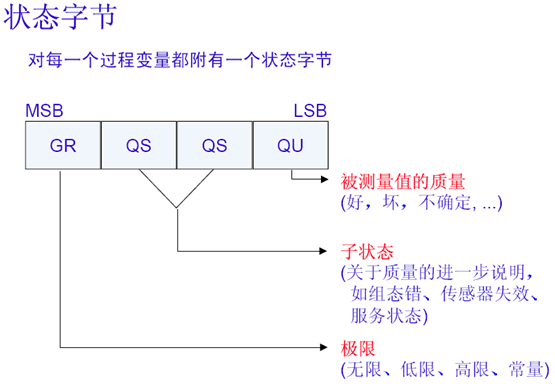 状态字节
对每一个过程变量都附有一个状态字节
MSB LSB
GR QS QS QU
被测量值的质量
(好，坏，不确定, ...)
子状态
(关于质量的进一步说明，
如组态错、传感器失效、
服务状态)
极限
(无限、低限、高限、常量)